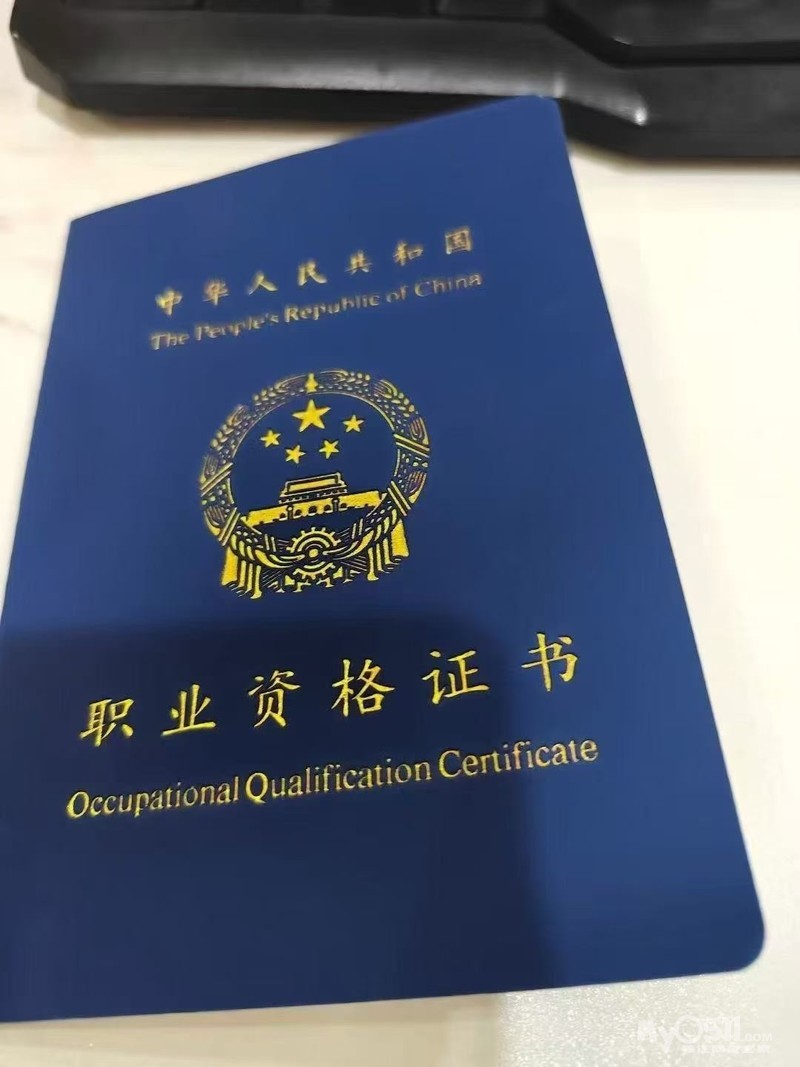 中华人民共和国
The People's Republic of China
职业资格证书
Occupational Qualification Certificate